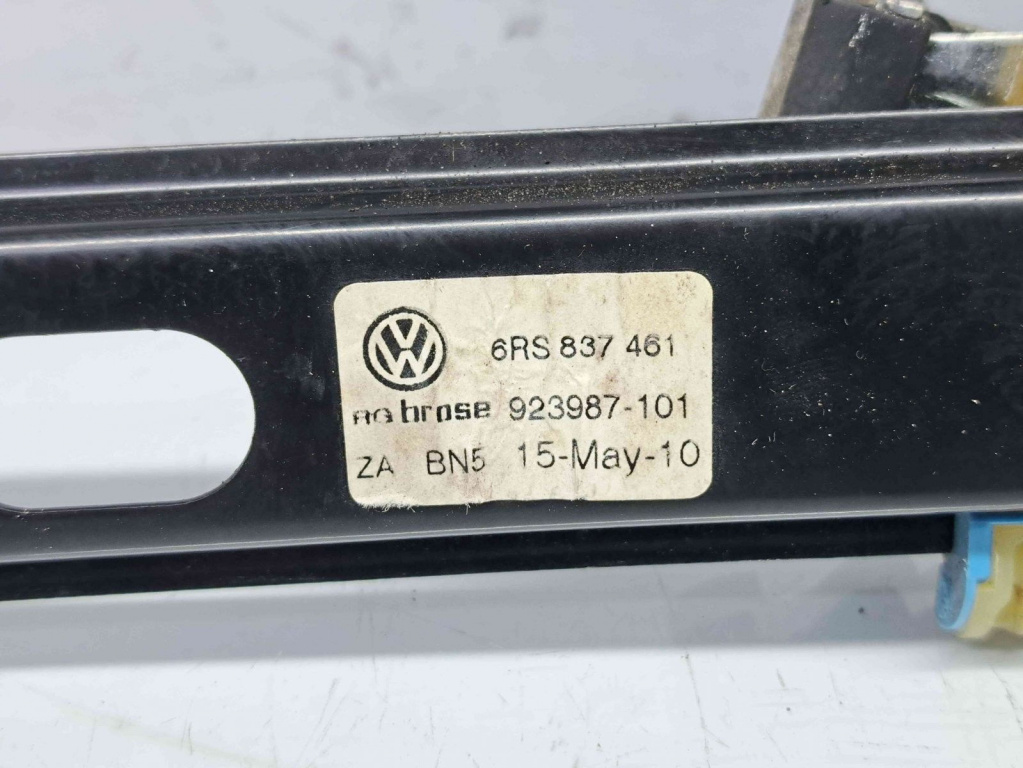 6RS 837 461
brose 923987-101
ZA BN5 15-May-10